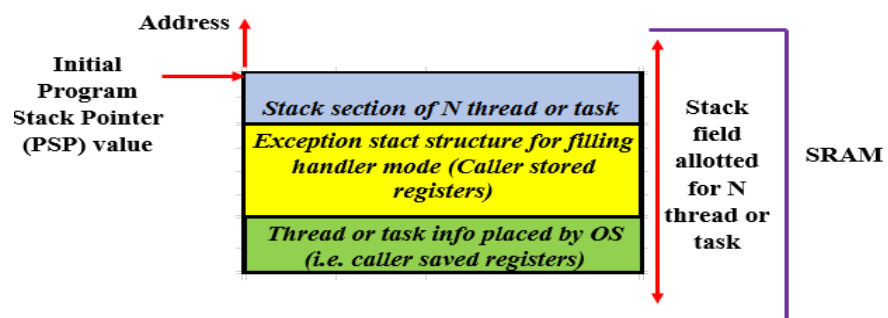 Address
Initial
Program
Stack Pointer
(PSP) value
Stack section of N thread or task
Exception stact structure for filling
handler mode (Caller stored
registers)
Thread or task info placed by OS
(i.e. caller saved registers)
Stack
field
allotted
for N
thread or
task
SRAM